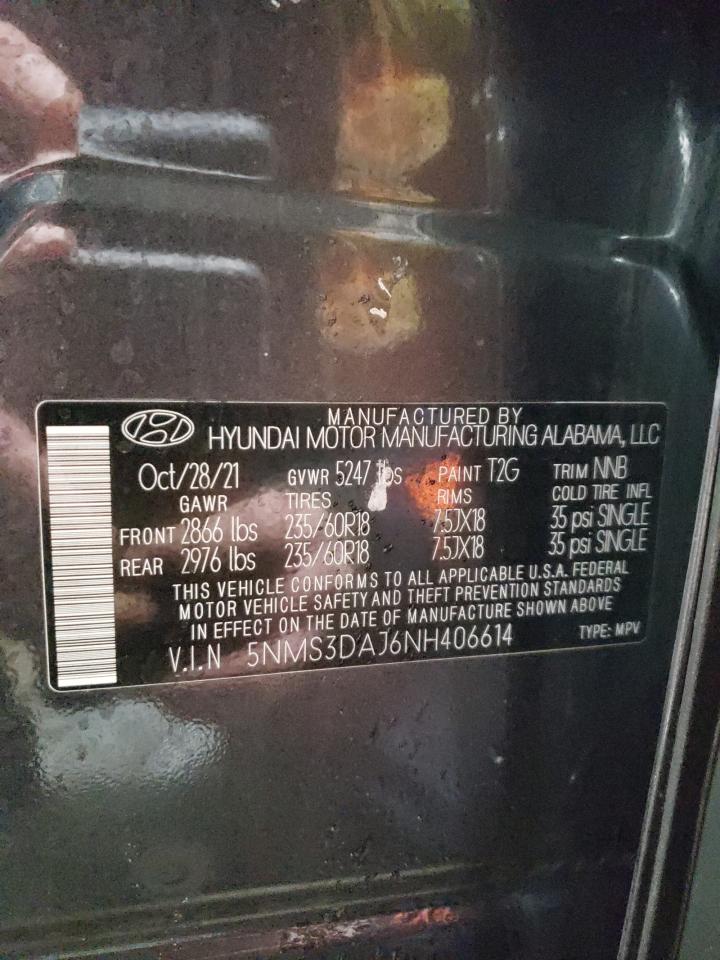 MANUFACTURED BY
HYUNDAI MOTOR MANUFACTURING ALABAMA, LLC
Oct/28/21 GVWR 5247 lbs PAINT T2G TRIM NNB
GAWR TIRES RIMS COLD TIRE INFL
FRONT 2866 lbs 235/60R18 7.5JX18 35 psi SINGLE
REAR 2976 lbs 235/60R18 7.5JX18 35 psi SINGLE
THIS VEHICLE CONFORMS TO ALL APPLICABLE U.S.A. FEDERAL
MOTOR VEHICLE SAFETY AND THEFT PREVENTION STANDARDS
IN EFFECT ON THE DATE OF MANUFACTURE SHOWN ABOVE
V.I.N 5NMS3DAJ6NH406614 TYPE: MPV